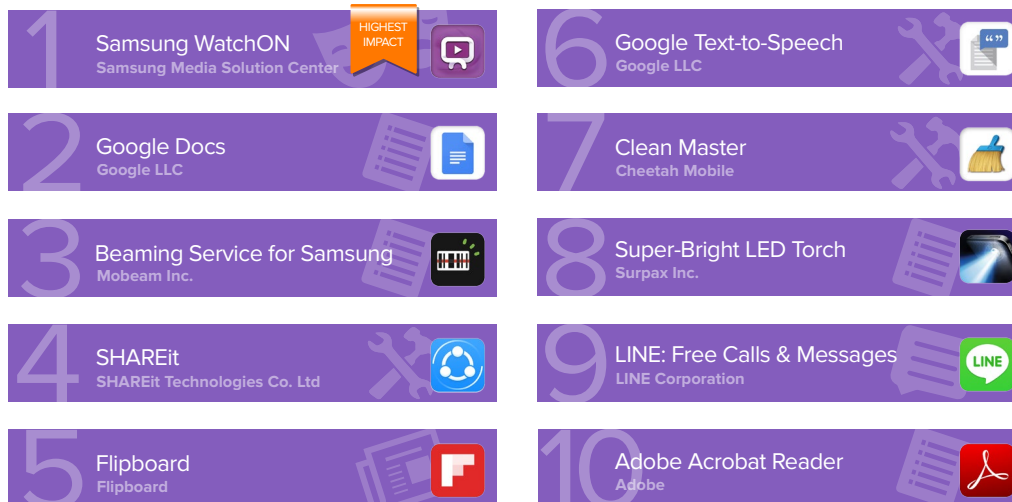 1
Samsung WatchON
Samsung Media Solution Center
HIGHEST
IMPACT
2
Google Docs
Google LLC
3
Beaming Service for Samsung
Mobeam Inc.
4
SHAREit
SHAREit Technologies Co. Ltd
5
Flipboard
Flipboard
6
Google Text-to-Speech
Google LLC
“ ”
7
Clean Master
Cheetah Mobile
8
Super-Bright LED Torch
Surpax Inc.
9
LINE: Free Calls & Messages
LINE Corporation
LINE
10
Adobe Acrobat Reader
Adobe